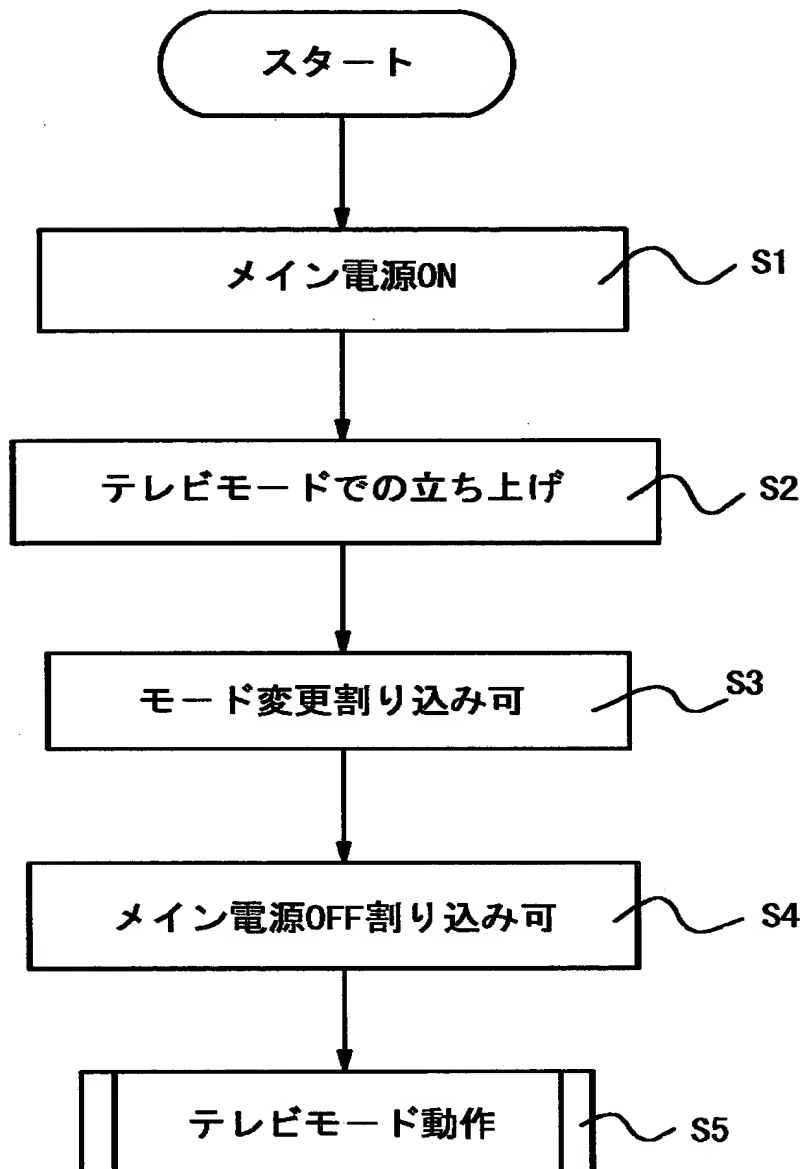 スタート
メイン電源ON
S1
テレビモードでの立ち上げ
S2
モード変更割り込み可
S3
メイン電源OFF割り込み可
S4
テレビモード動作
S5